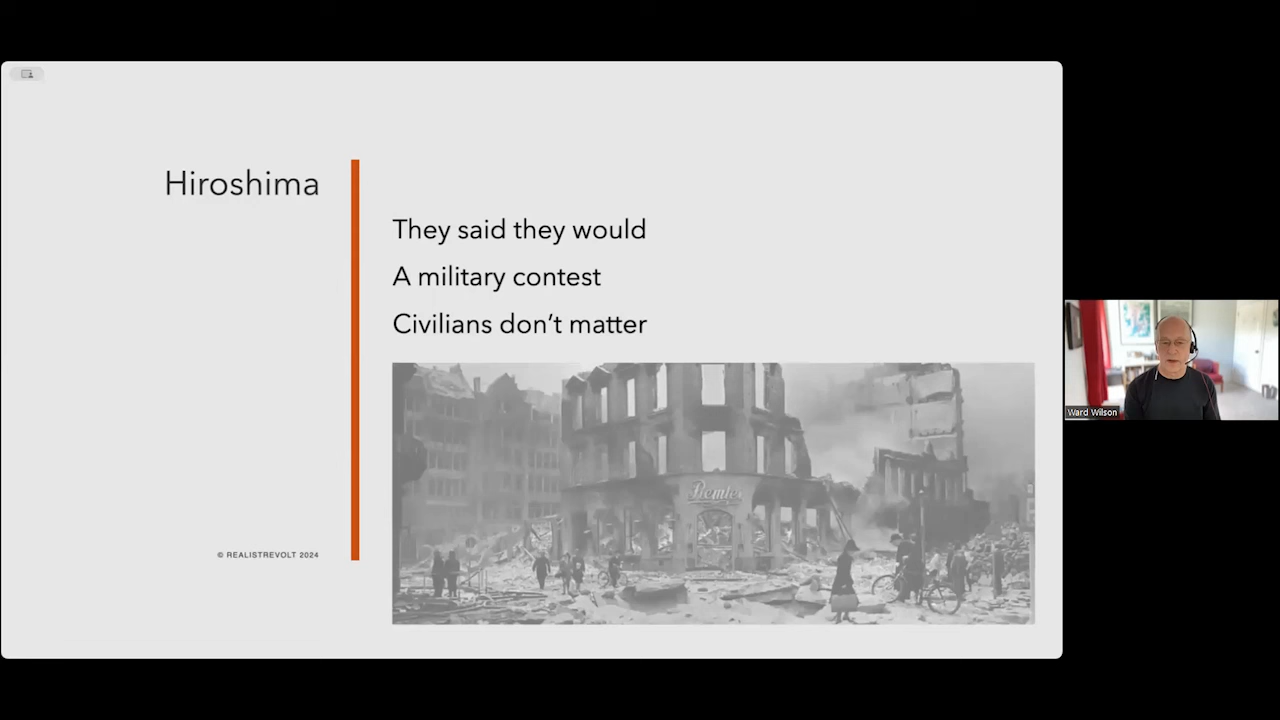 Hiroshima
They said they would
A military contest
Civilians don't matter
© REALISTREVOLT 2024
Ward Wilson